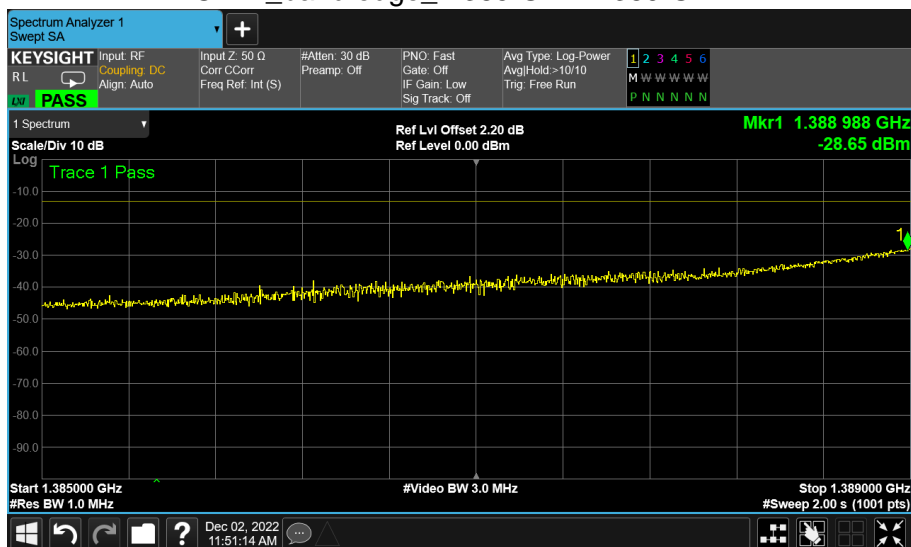 Spectrum Analyzer 1
Swept SA
+
KEYSIGHT
RL
LXI PASS
Input: RF
Coupling: DC
Align: Auto
Input Z: 50 Ω
Corr CCorr
Freq Ref: Int (S)
#Atten: 30 dB
Preamp: Off
PNO: Fast
Gate: Off
IF Gain: Low
Sig Track: Off
Avg Type: Log-Power
Avg|Hold:>10/10
Trig: Free Run
1 2 3 4 5 6
M W W W W W
P N N N N N
1 Spectrum
Scale/Div 10 dB
Ref Lvl Offset 2.20 dB
Ref Level 0.00 dBm
Mkr1 1.388 988 GHz
-28.65 dBm
Log
Trace 1 Pass
-10.0
-20.0
1
-30.0
-40.0
-50.0
-60.0
-70.0
-80.0
-90.0
Start 1.385000 GHz
#Res BW 1.0 MHz
#Video BW 3.0 MHz
Stop 1.389000 GHz
#Sweep 2.00 s (1001 pts)
?
Dec 02, 2022
11:51:14 AM